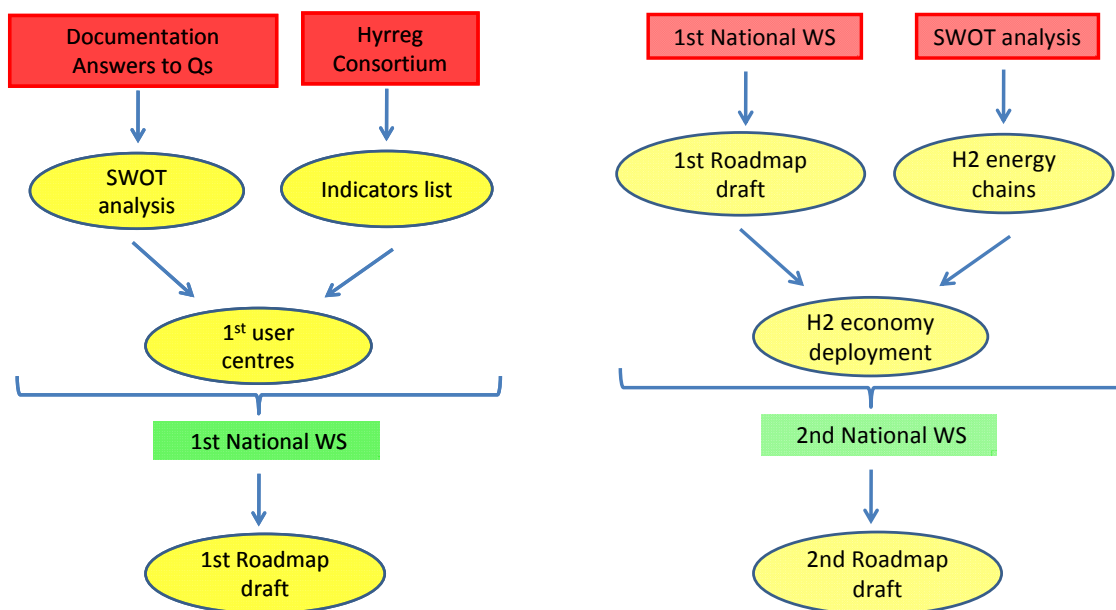 Documentation
Answers to Qs
Hyrreg
Consortium
SWOT
analysis
Indicators list
1st user
centres
1st National WS
1st Roadmap
draft
1st National WS
SWOT analysis
1st Roadmap
draft
H2 energy
chains
H2 economy
deployment
2nd National WS
2nd Roadmap
draft